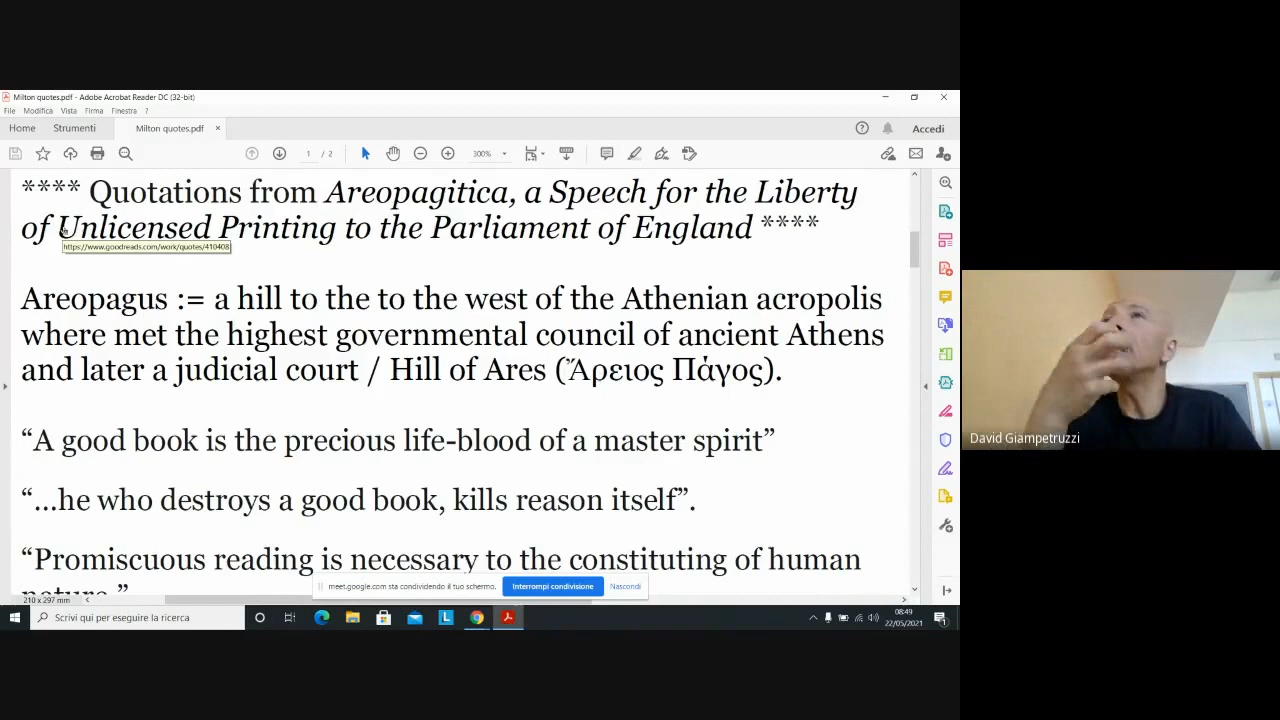 Milton quotes.pdf - Adobe Acrobat Reader DC (32-bit)
File Modifica Vista Firma Finestra ?
Home Strumenti Milton quotes.pdf × Accedi
1 / 2 300%
**** Quotations from Areopagitica, a Speech for the Liberty
of Unlicensed Printing to the Parliament of England ****
https://www.goodreads.com/work/quotes/410408
Areopagus := a hill to the to the west of the Athenian acropolis
where met the highest governmental council of ancient Athens
and later a judicial court / Hill of Ares (Ἄρειος Πάγος).
“A good book is the precious life-blood of a master spirit”
“…he who destroys a good book, kills reason itself”.
“Promiscuous reading is necessary to the constituting of human
nature.”
David Giampetruzzi
meet.google.com sta condividendo il tuo schermo. Interrompi condivisione Nascondi
210 x 297 mm
Scrivi qui per eseguire la ricerca
08:49
22/05/2021